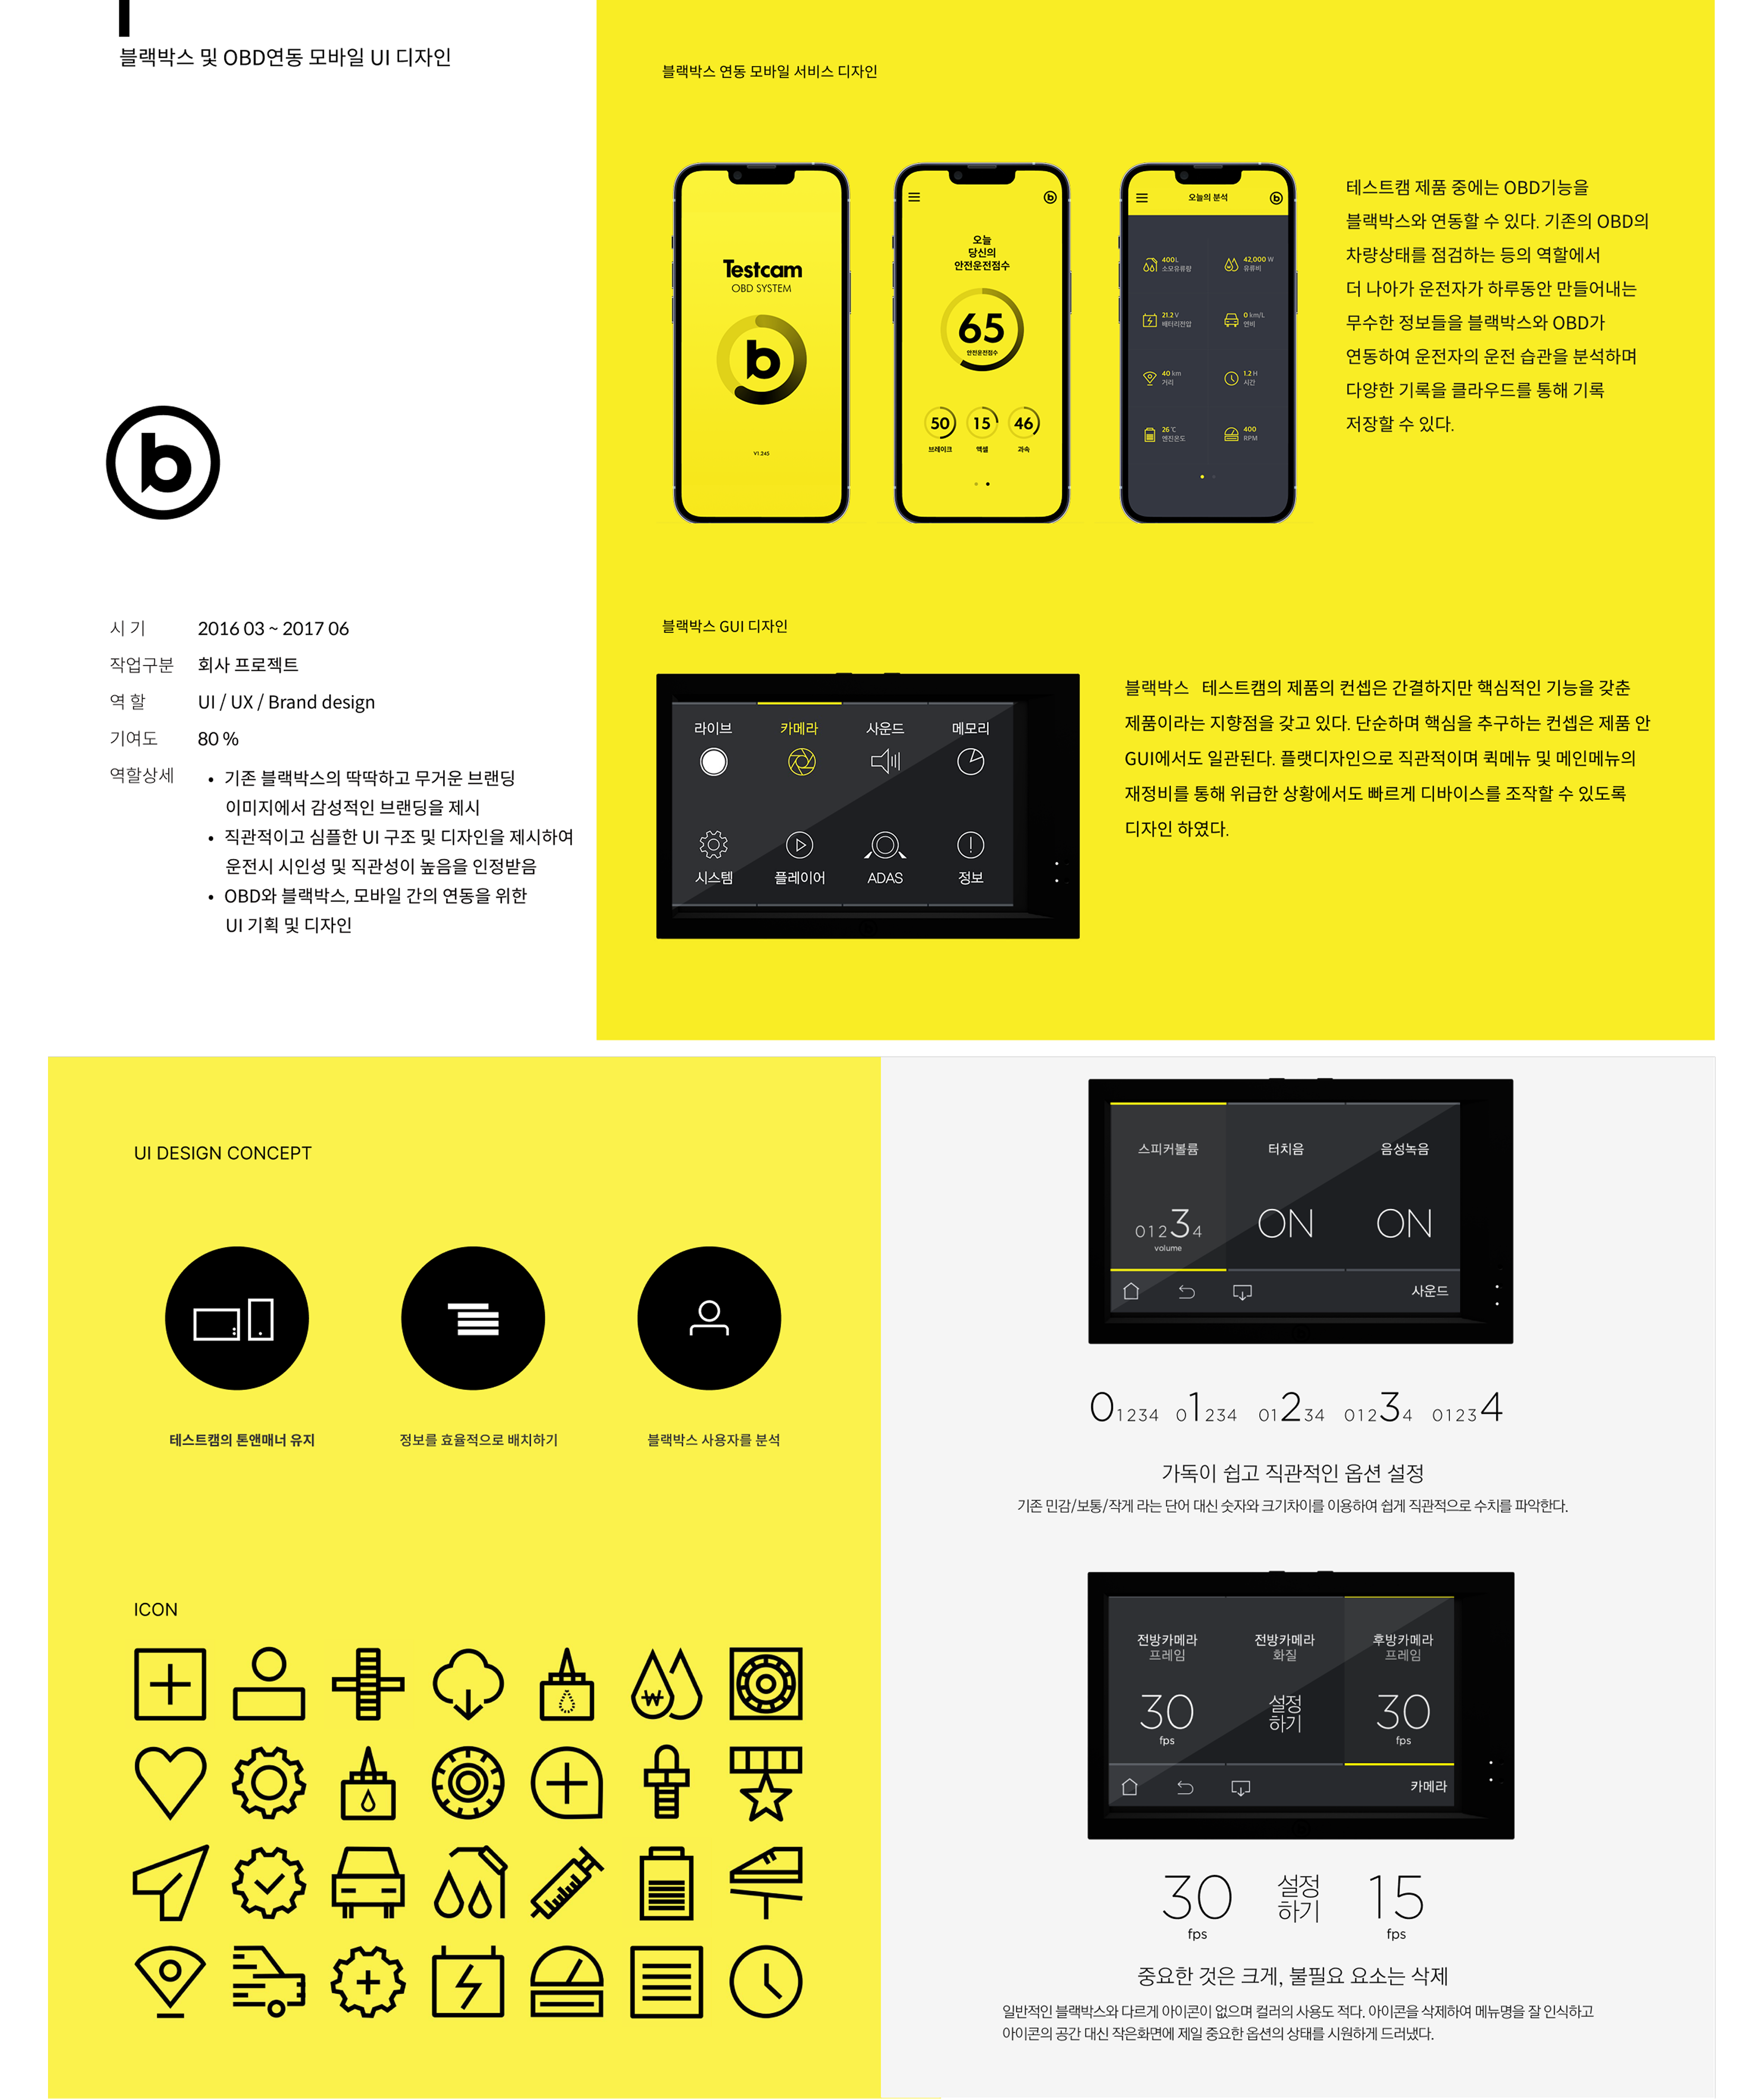 블랙박스 및 OBD연동 모바일 UI 디자인
b
시 기 2016 03 ~ 2017 06
작업구분 회사 프로젝트
역 할 UI / UX / Brand design
기여도 80 %
역할상세
• 기존 블랙박스의 딱딱하고 무거운 브랜딩
이미지에서 감성적인 브랜딩을 제시
• 직관적이고 심플한 UI 구조 및 디자인을 제시하여
운전시 시인성 및 직관성이 높음을 인정받음
• OBD와 블랙박스, 모바일 간의 연동을 위한
UI 기획 및 디자인
블랙박스 연동 모바일 서비스 디자인
Testcam
OBD SYSTEM
b
V1.245
b
오늘
당신의
안전운전점수
65
안전운전점수
50 15 46
브레이크 엑셀 과속
오늘의 분석
b
400L
소모유류량
42,000 W
유류비
21.2 V
배터리전압
0 km/L
연비
40 km
거리
1.2 H
시간
26 ℃
엔진온도
400
RPM
테스트캠 제품 중에는 OBD기능을
블랙박스와 연동할 수 있다. 기존의 OBD의
차량상태를 점검하는 등의 역할에서
더 나아가 운전자가 하루동안 만들어내는
무수한 정보들을 블랙박스와 OBD가
연동하여 운전자의 운전 습관을 분석하며
다양한 기록을 클라우드를 통해 기록
저장할 수 있다.
블랙박스 GUI 디자인
라이브 카메라 사운드 메모리
시스템 플레이어 ADAS 정보
블랙박스 테스트캠의 제품의 컨셉은 간결하지만 핵심적인 기능을 갖춘
제품이라는 지향점을 갖고 있다. 단순하며 핵심을 추구하는 컨셉은 제품 안
GUI에서도 일관된다. 플랫디자인으로 직관적이며 퀵메뉴 및 메인메뉴의
재정비를 통해 위급한 상황에서도 빠르게 디바이스를 조작할 수 있도록
디자인 하였다.
UI DESIGN CONCEPT
테스트캠의 톤앤매너 유지
정보를 효율적으로 배치하기
블랙박스 사용자를 분석
ICON
₩
스피커볼륨 터치음 음성녹음
01234 ON ON
volume
사운드
01234 01234 01234 01234 01234
가독이 쉽고 직관적인 옵션 설정
기존 민감/보통/작게 라는 단어 대신 숫자와 크기차이를 이용하여 쉽게 직관적으로 수치를 파악한다.
전방카메라 전방카메라 후방카메라
프레임 화질 프레임
30 설정 30
하기
fps fps
카메라
30 설정 15
하기
fps fps
중요한 것은 크게, 불필요 요소는 삭제
일반적인 블랙박스와 다르게 아이콘이 없으며 컬러의 사용도 적다. 아이콘을 삭제하여 메뉴명을 잘 인식하고
아이콘의 공간 대신 작은화면에 제일 중요한 옵션의 상태를 시원하게 드러냈다.